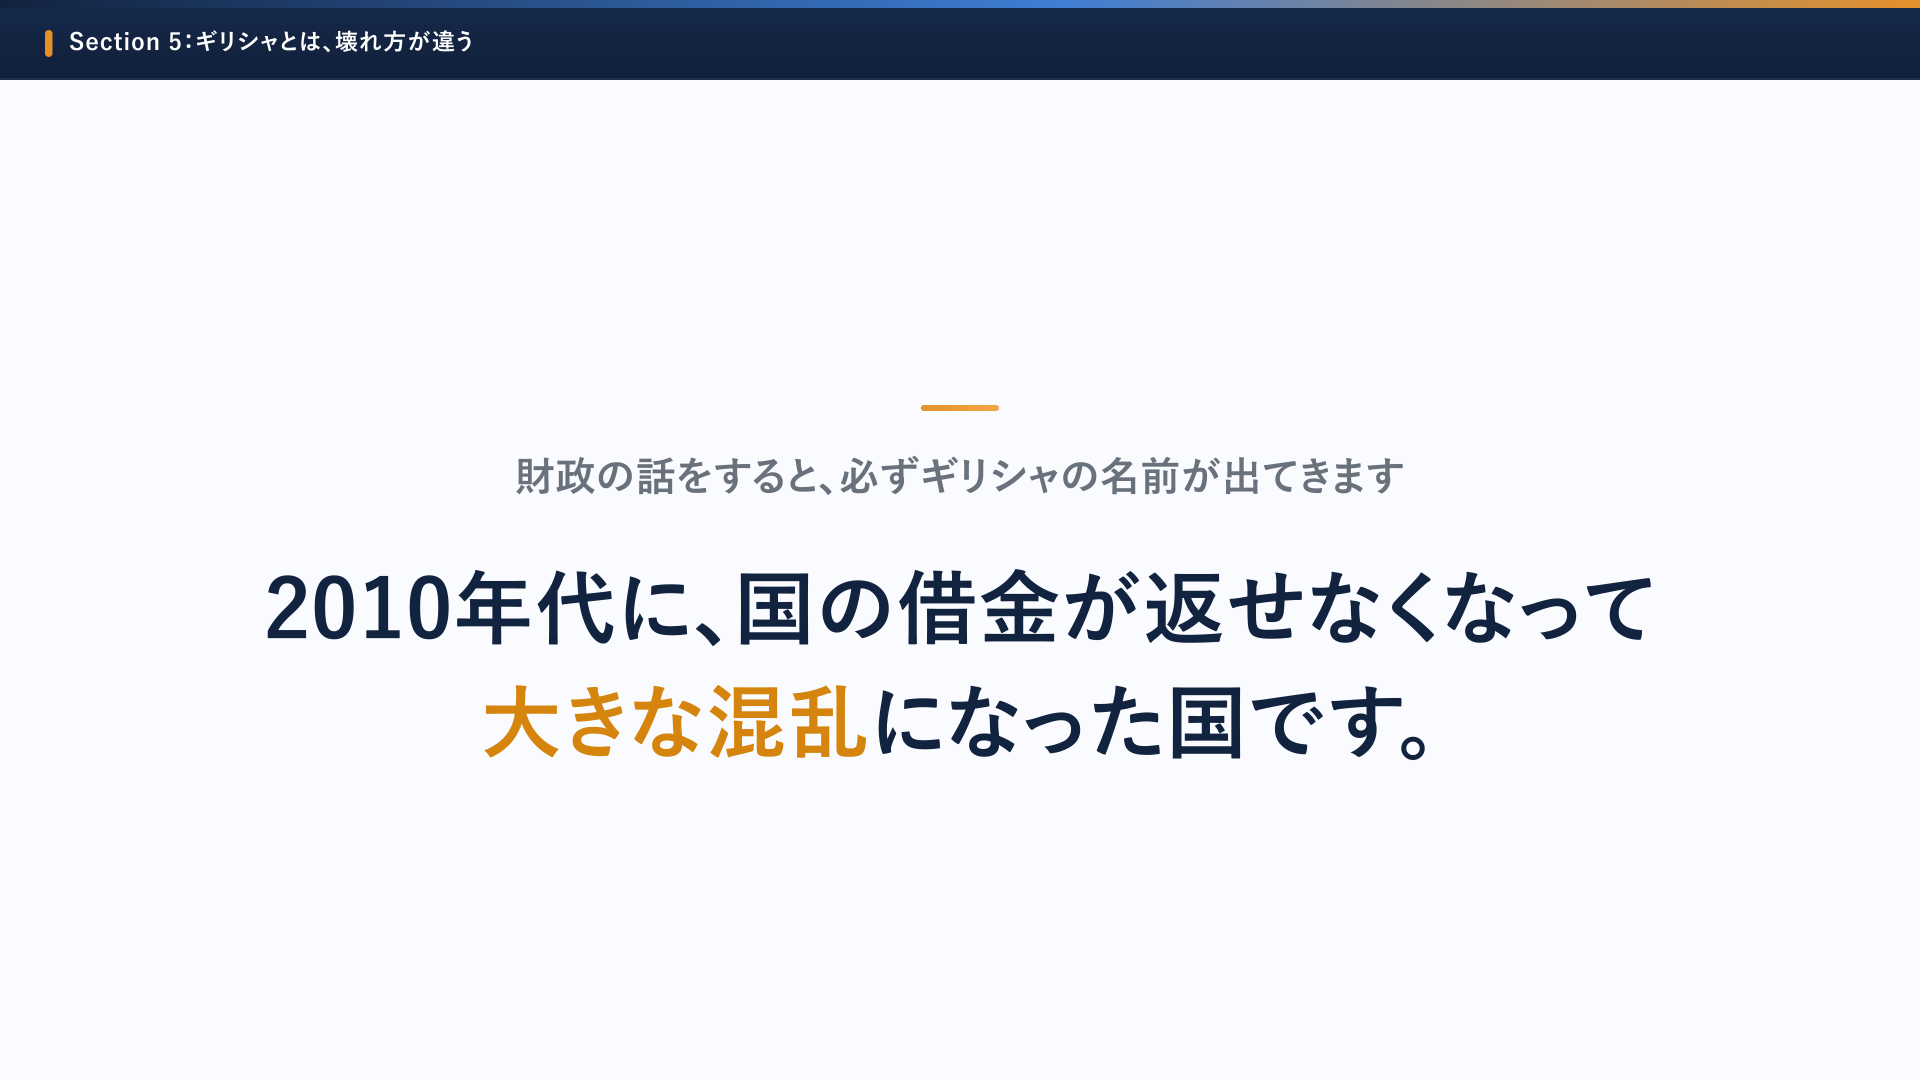 Section 5：ギリシャとは、壊れ方が違う
財政の話をすると、必ずギリシャの名前が出てきます
2010年代に、国の借金が返せなくなって
大きな混乱になった国です。